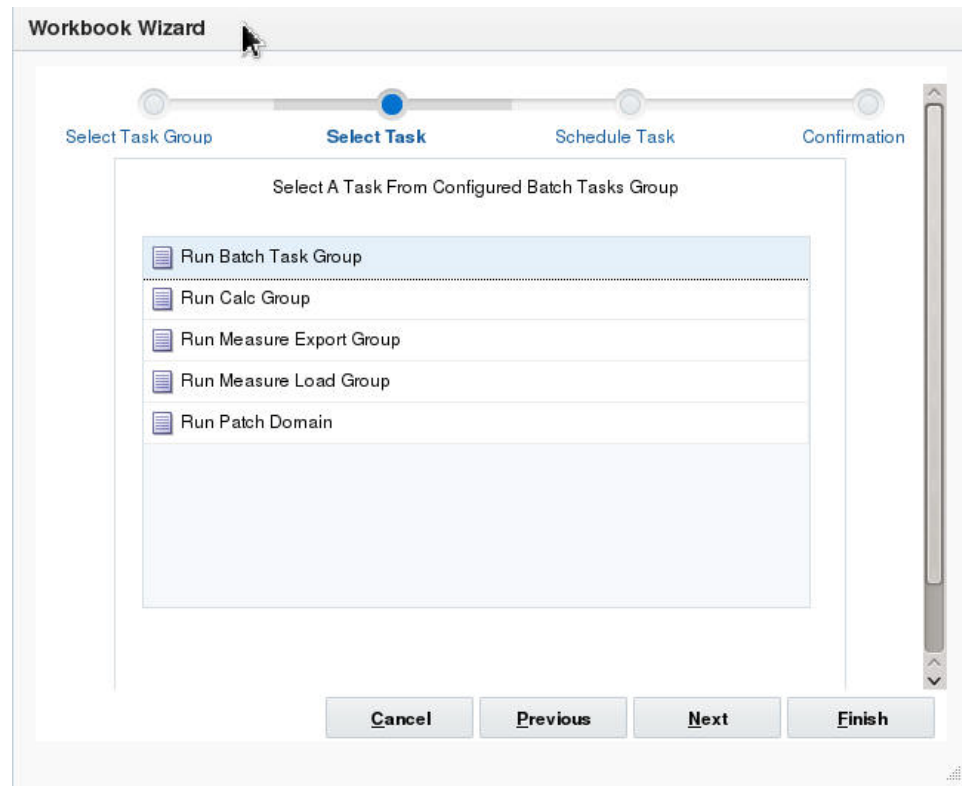 Workbook Wizard
Select Task Group
Select Task
Schedule Task
Confirmation
Select A Task From Configured Batch Tasks Group
Run Batch Task Group
Run Calc Group
Run Measure Export Group
Run Measure Load Group
Run Patch Domain
Cancel
Previous
Next
Finish